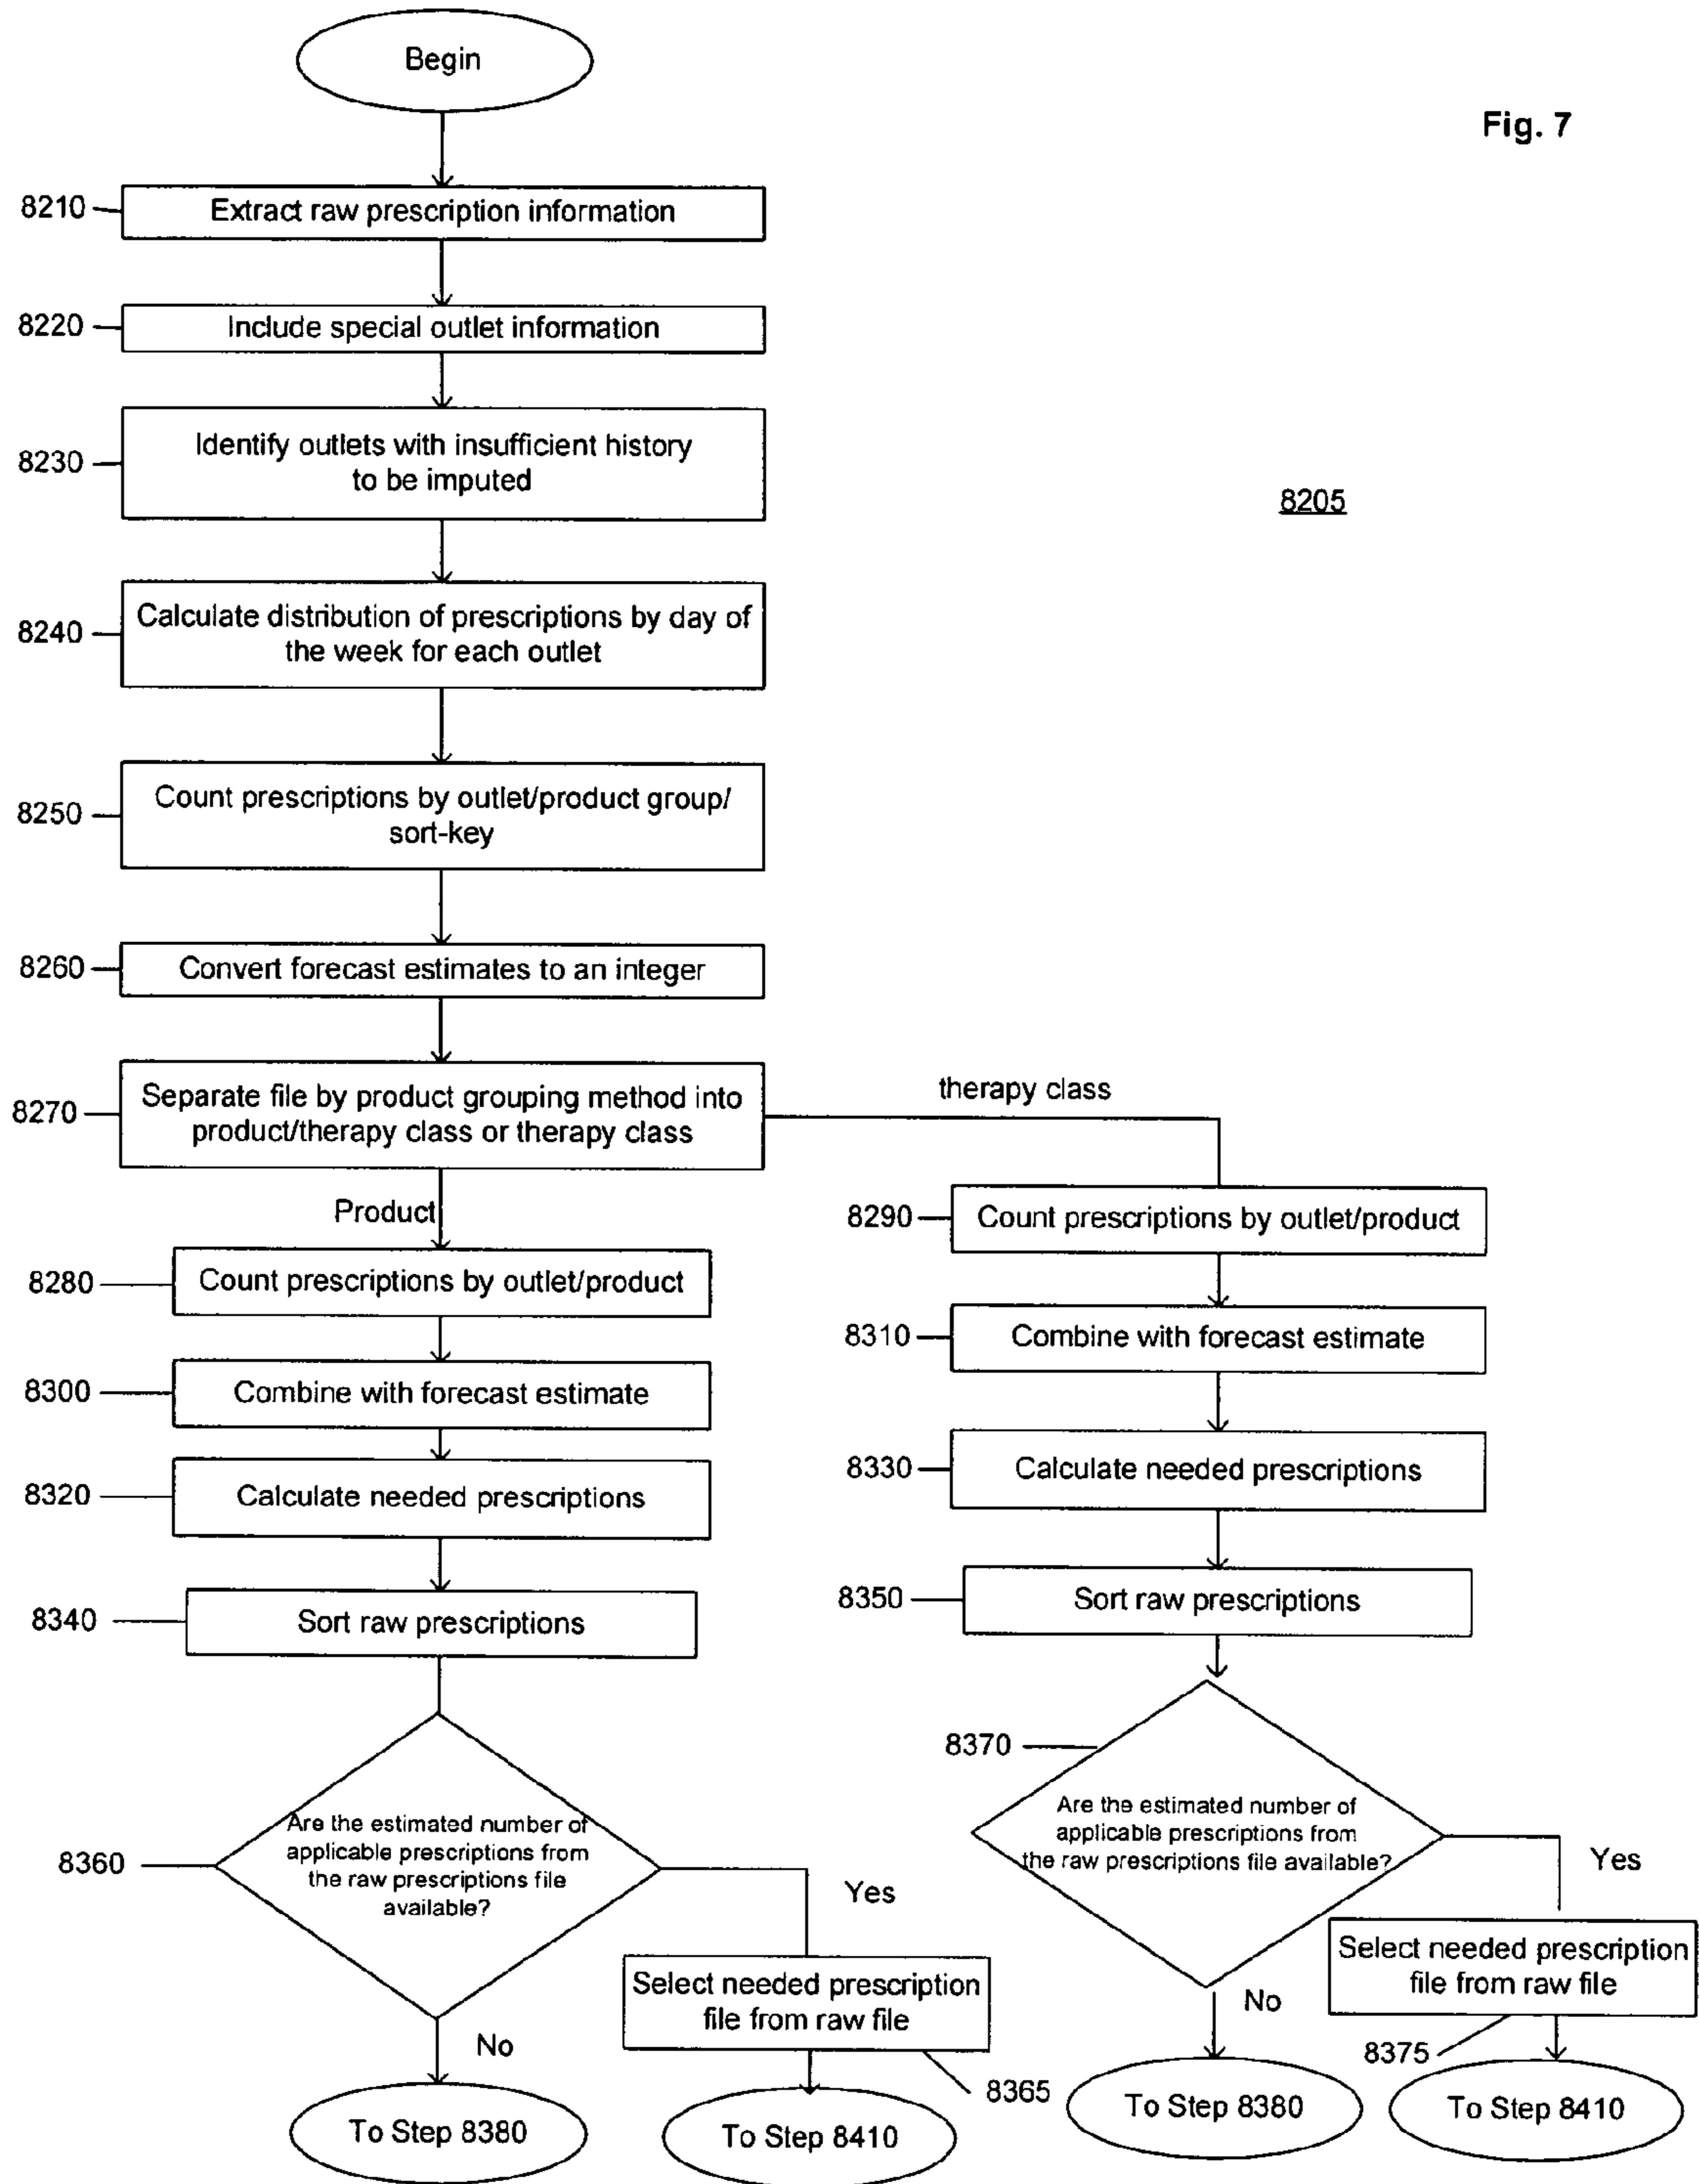 Begin
Fig. 7
8210
Extract raw prescription information
8220
Include special outlet information
8230
Identify outlets with insufficient history
to be imputed
8205
8240
Calculate distribution of prescriptions by day of
the week for each outlet
8250
Count prescriptions by outlet/product group/
sort-key
8260
Convert forecast estimates to an integer
8270
Separate file by product grouping method into
product/therapy class or therapy class
therapy class
Product
8280
Count prescriptions by outlet/product
8300
Combine with forecast estimate
8320
Calculate needed prescriptions
8340
Sort raw prescriptions
8360
Are the estimated number of
applicable prescriptions from
the raw prescriptions file
available?
Yes
Select needed prescription
file from raw file
8365
No
To Step 8380
To Step 8410
8290
Count prescriptions by outlet/product
8310
Combine with forecast estimate
8330
Calculate needed prescriptions
8350
Sort raw prescriptions
8370
Are the estimated number of
applicable prescriptions from
the raw prescriptions file available?
Yes
Select needed prescription
file from raw file
8375
No
To Step 8380
To Step 8410